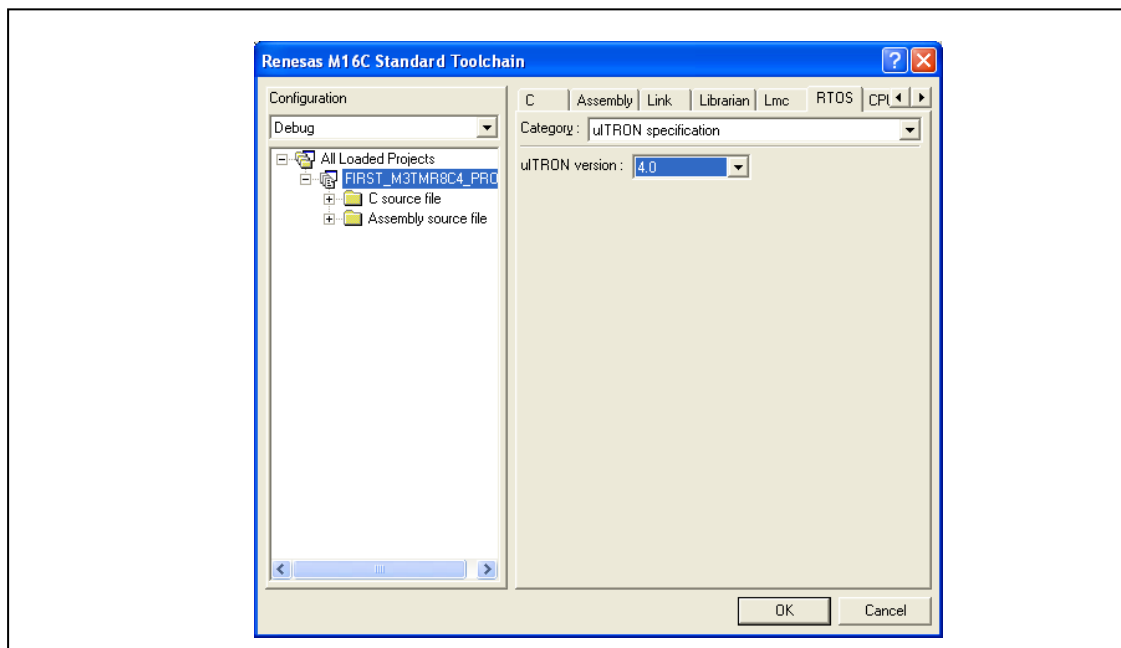 Renesas M16C Standard Toolchain
Configuration
Debug
All Loaded Projects
FIRST_M3TMR8C4_PRO
C source file
Assembly source file
C Assembly Link Librarian Lmc RTOS CPU
Category : uITRON specification
uITRON version : 4.0
OK Cancel